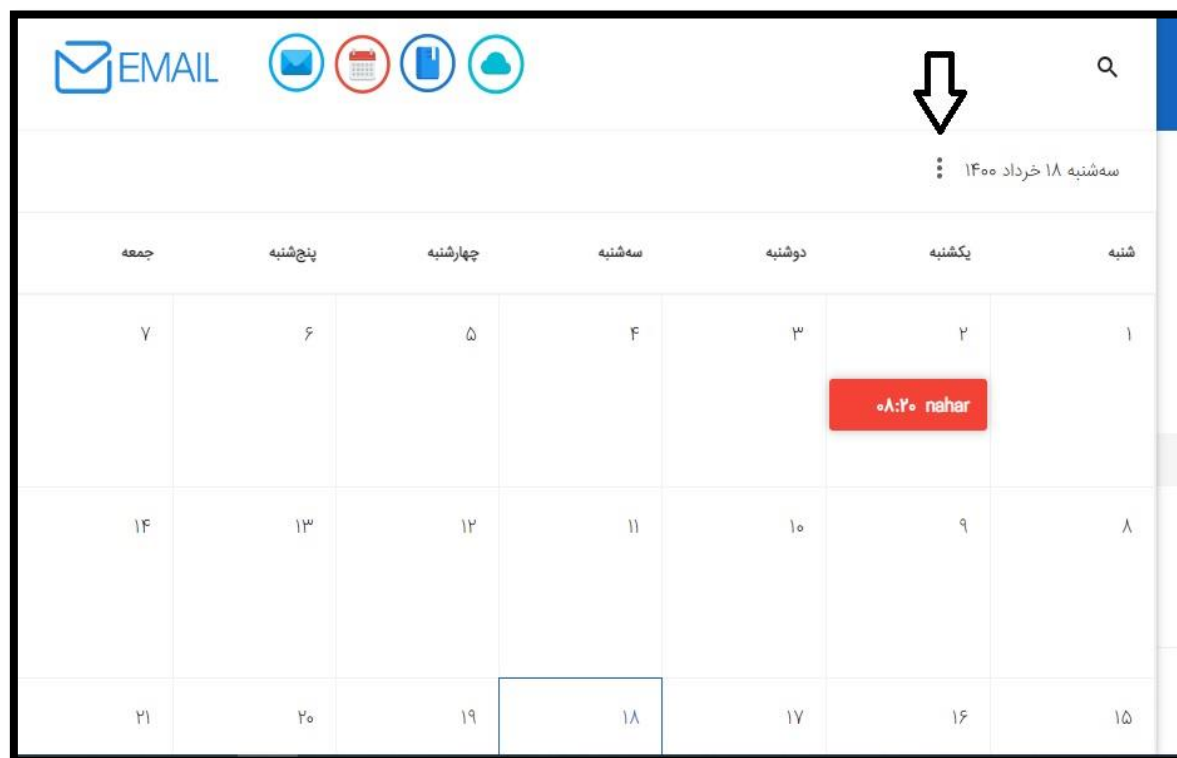 EMAIL
سه‌شنبه ۱۸ خرداد ۱۴۰۰
شنبه یکشنبه دوشنبه سه‌شنبه چهارشنبه پنج‌شنبه جمعه
۱ ۲ ۳ ۴ ۵ ۶ ۷
۰۸:۲۰ nahar
۸ ۹ ۱۰ ۱۱ ۱۲ ۱۳ ۱۴
۱۵ ۱۶ ۱۷ ۱۸ ۱۹ ۲۰ ۲۱